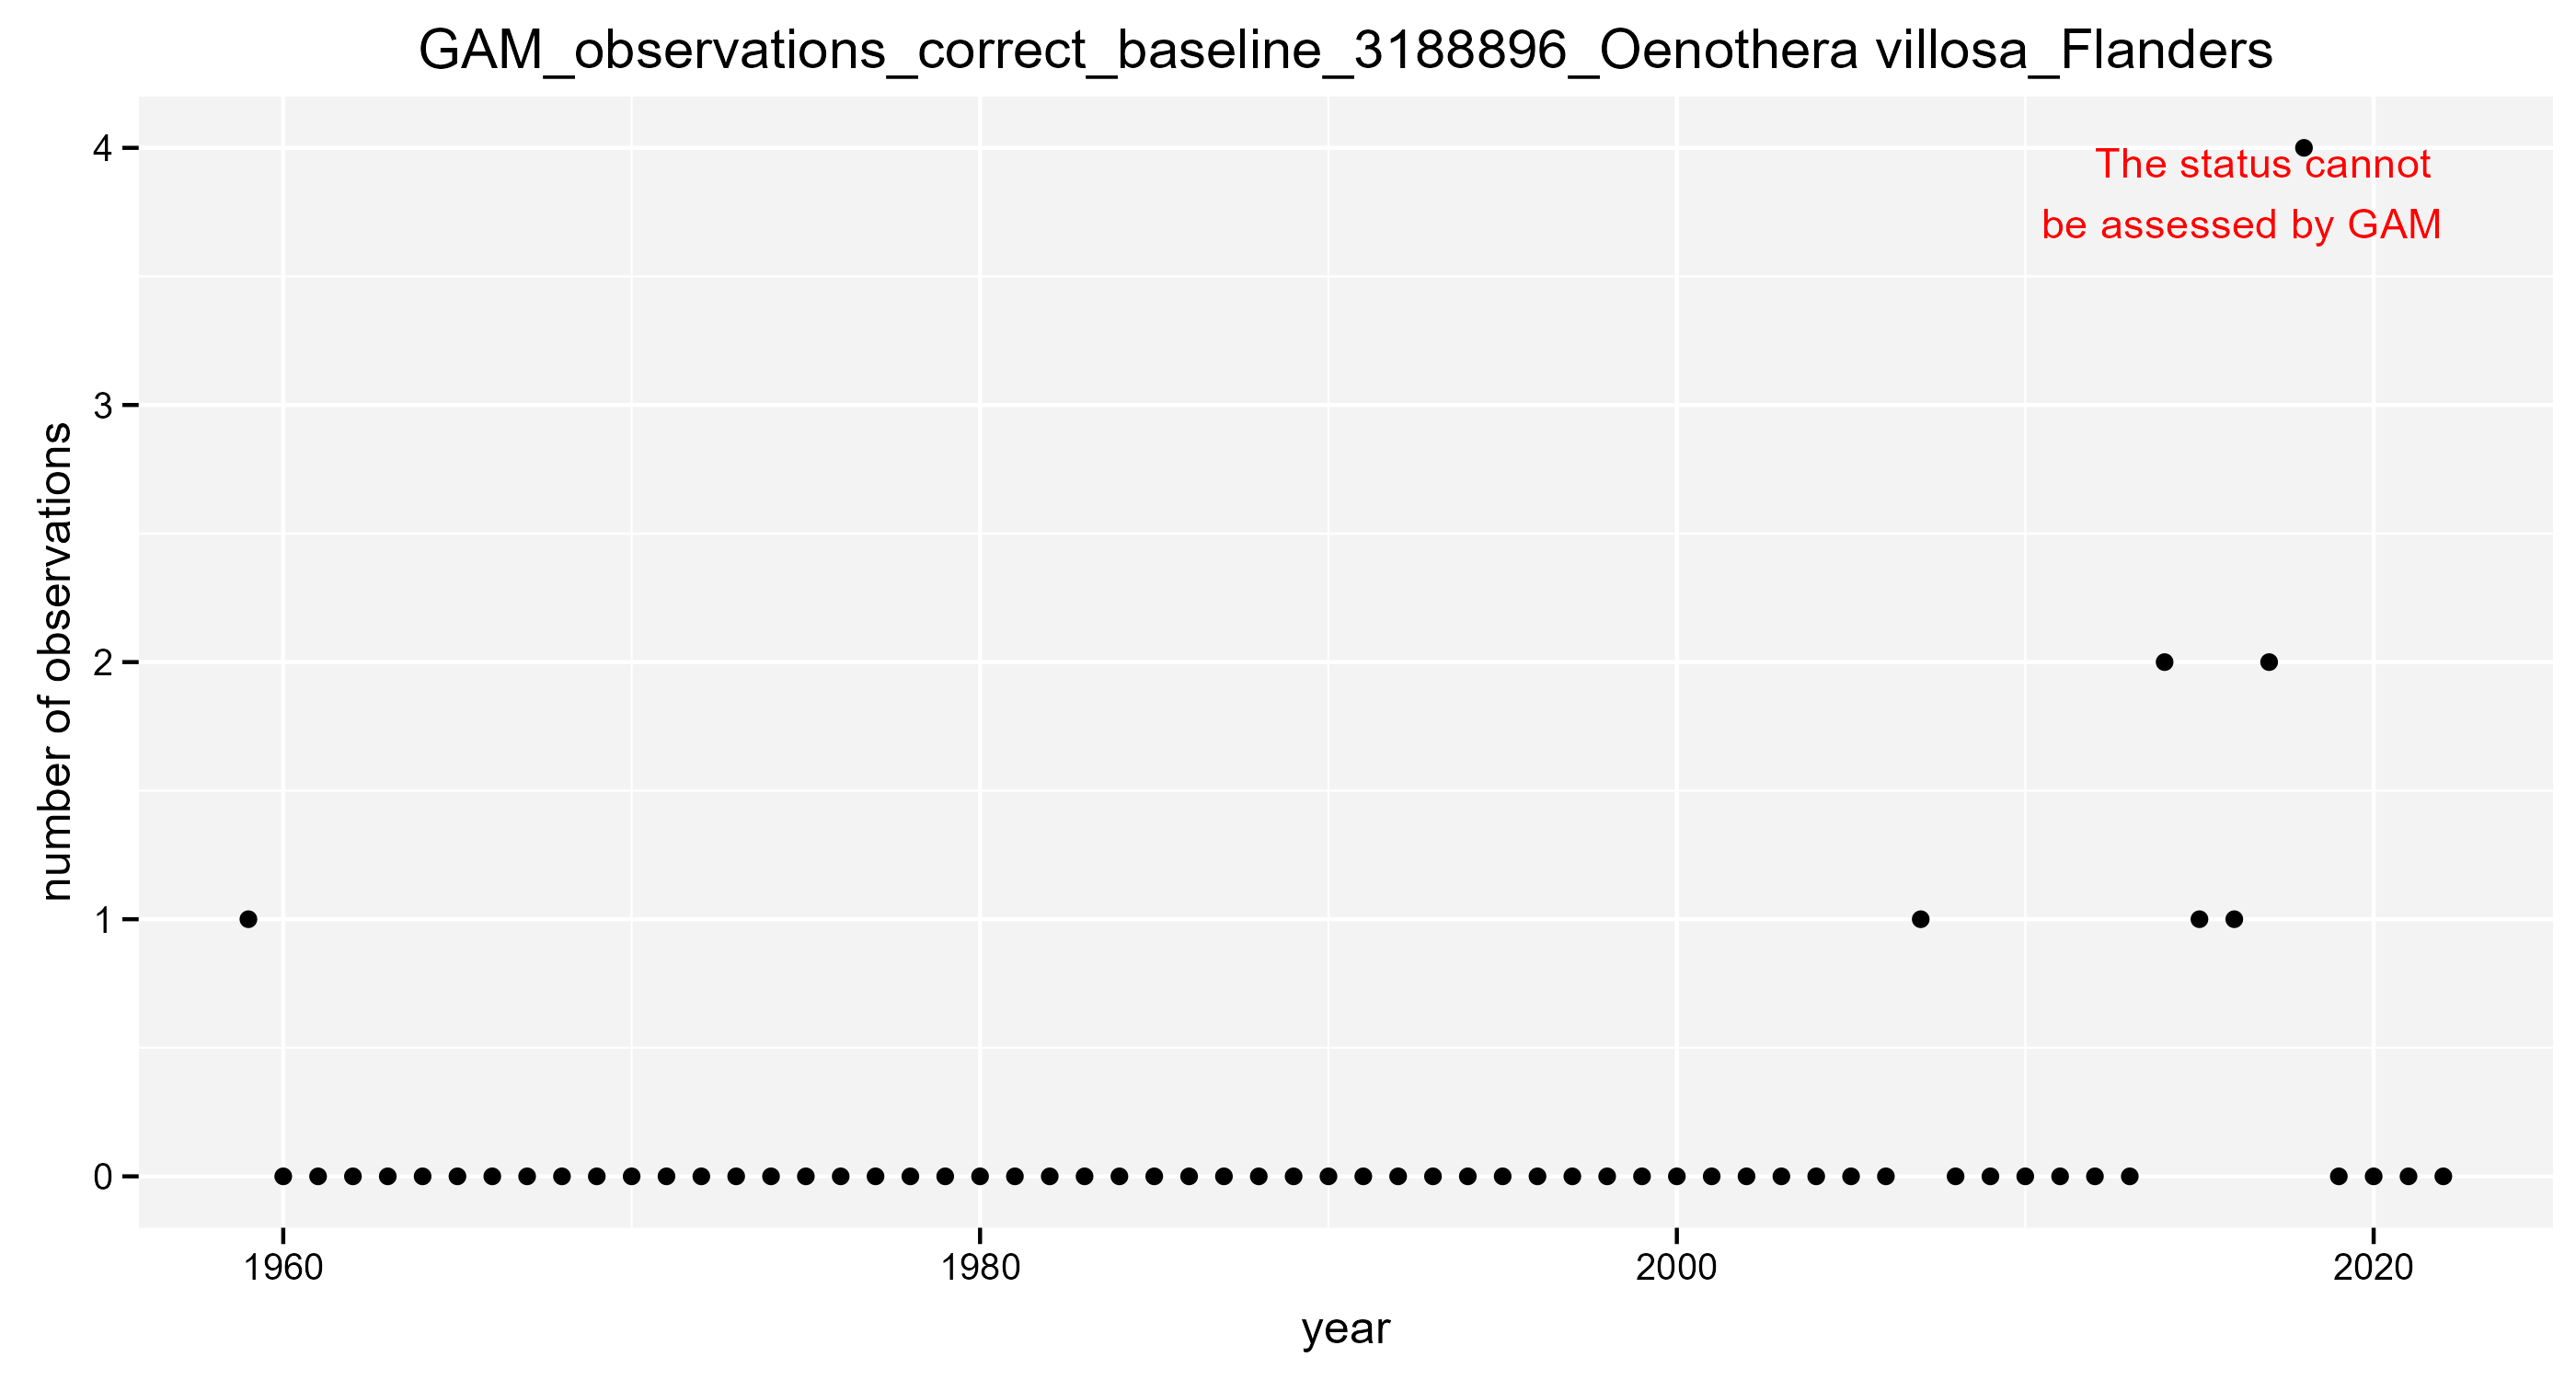 GAM_observations_correct_baseline_3188896_Oenothera villosa_Flanders
4
The status cannot
be assessed by GAM
3
number of observations
2
1
0
1960
1980
2000
2020
year